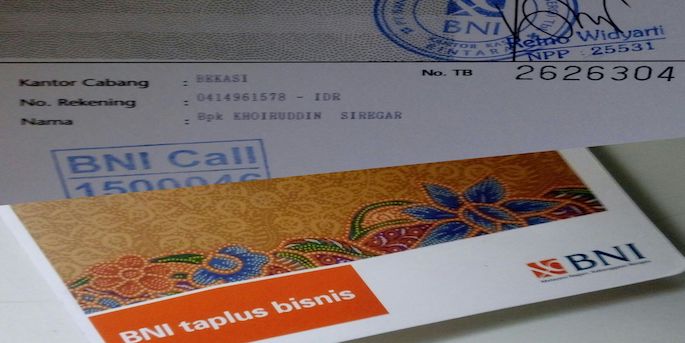 BNI
Retno Widyarti
NPP : 25531
Kantor Cabang : BEKASI
No. TB 2626304
No. Rekening : 0414961578 - IDR
Nama : Bpk KHOIRUDDIN SIREGAR
BNI Call
1500046
BNI
BNI taplus bisnis